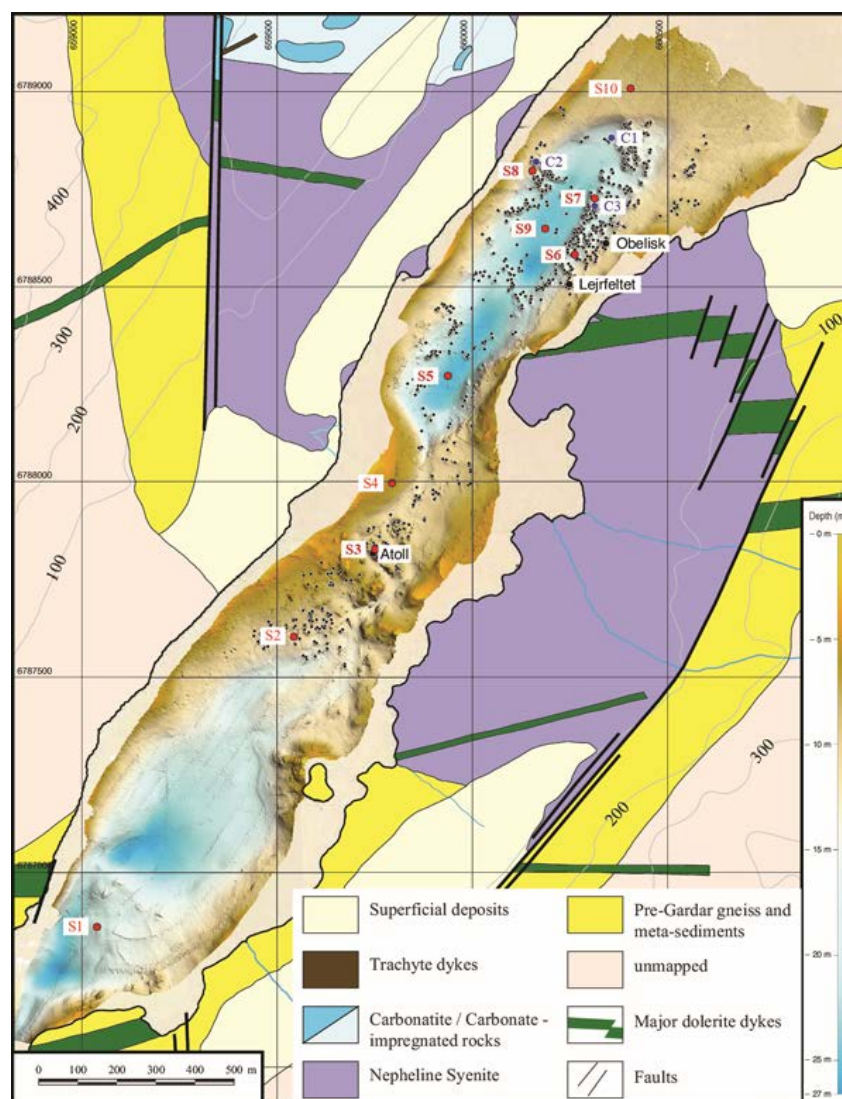 659000
659500
660000
660500
6789000
S10
C1
C2
S8
400
S7
C3
S9
Obelisk
S6
Lejrfeltet
6788500
300
100
S5
200
6788000
S4
Depth (m
0 m
S3
Atoll
100
S2
5 m
6787500
300
10 m
200
6787000
Superficial deposits
Pre-Gardar gneiss and
meta-sediments
S1
Trachyte dykes
unmapped
20 m
Carbonatite / Carbonate -
impregnated rocks
Major dolerite dykes
0 100 200 300 400 500 m
Nepheline Syenite
Faults
25 m
27 m